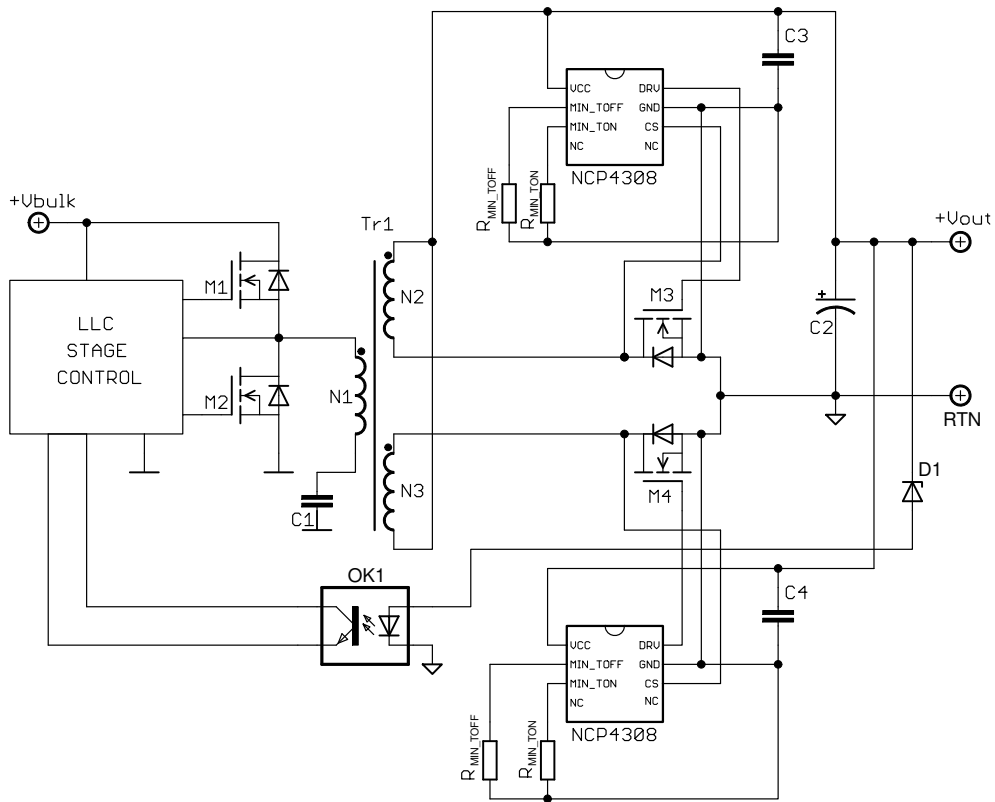 C3
VCC
DRV
MIN_TOFF
GND
MIN_TON
CS
NC
NC
NCP4308
RMIN_TOFF
RMIN_TON
+Vbulk
Tr1
+Vout
M1
N2
M3
C2
LLC
STAGE
CONTROL
M2
N1
RTN
N3
M4
D1
C1
OK1
C4
VCC
DRV
MIN_TOFF
GND
MIN_TON
CS
NC
NC
NCP4308
RMIN_TOFF
RMIN_TON